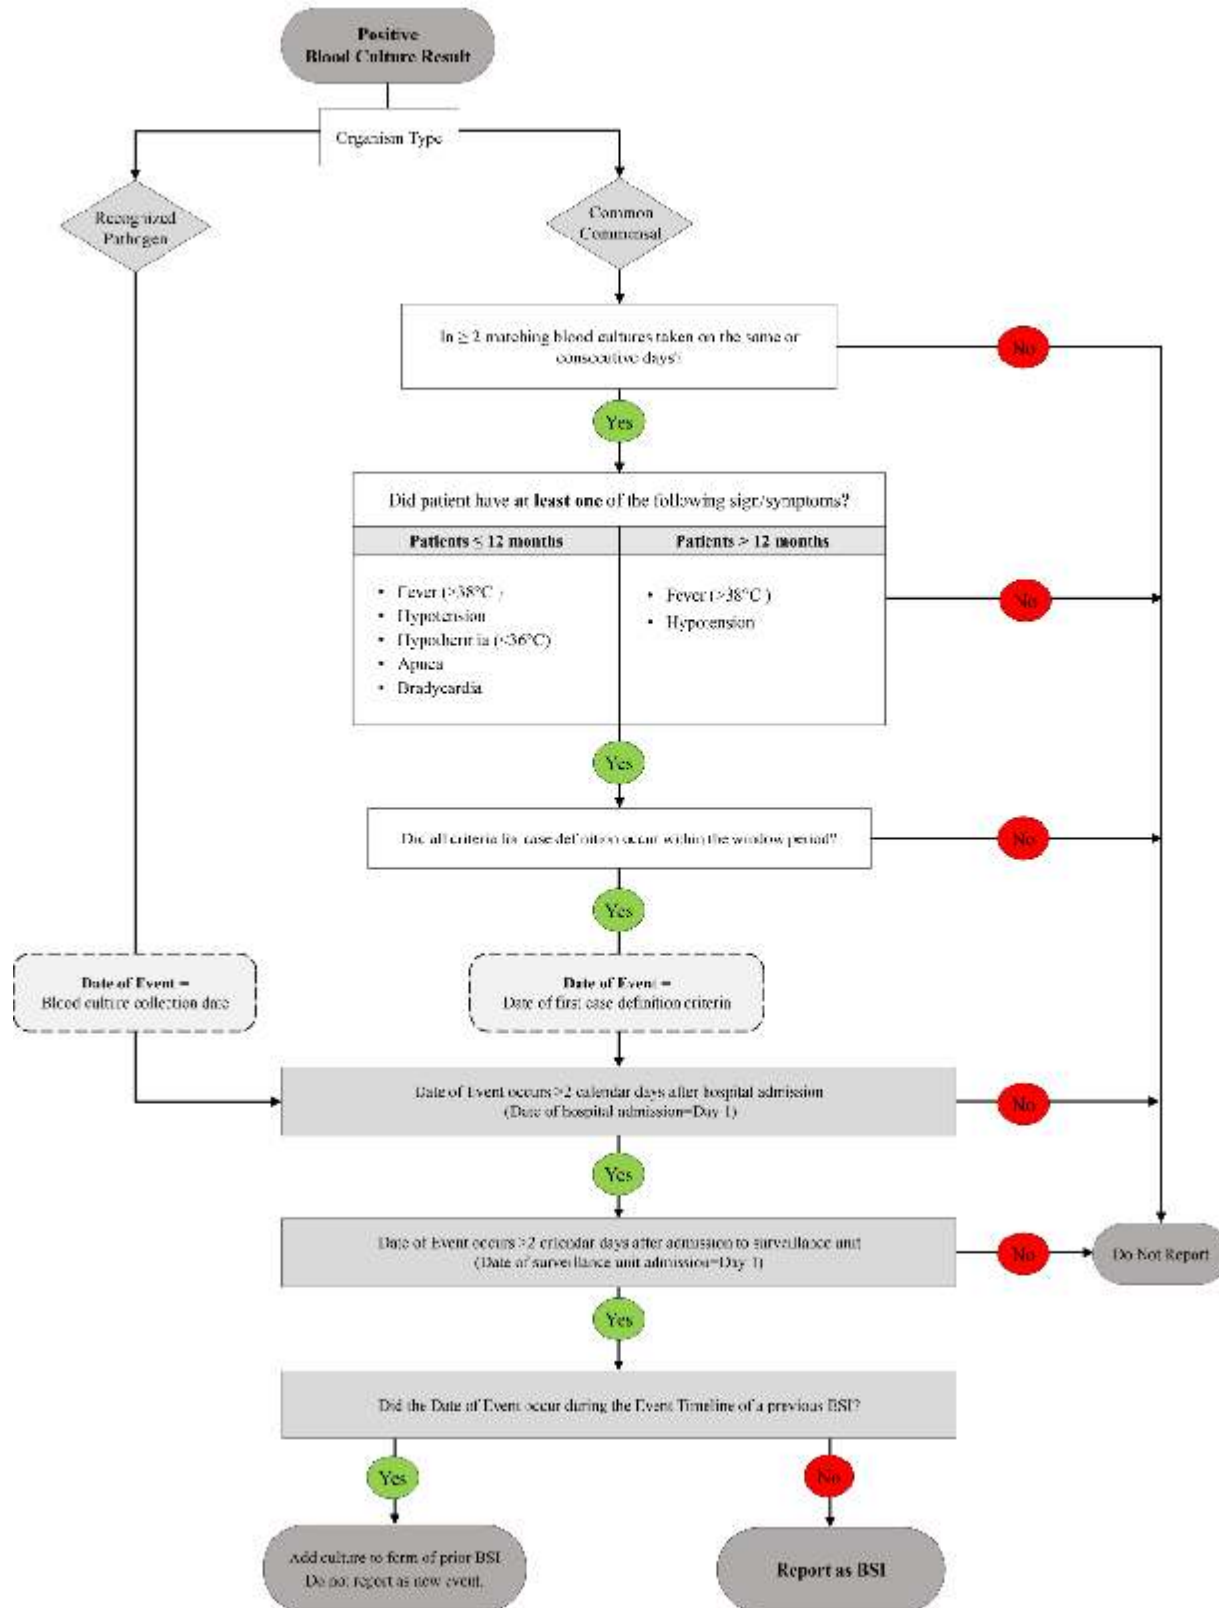 Positive
Blood Culture Result
Organism Type
Recognized
Pathogen
Common
Commensal
In ≥ 2 matching blood cultures taken on the same or
consecutive days?
No
Yes
Did patient have at least one of the following sign/symptoms?
Patients ≤ 12 months
Patients > 12 months
• Fever (>38°C )
• Hypotension
• Hypothermia (<36°C)
• Apnea
• Bradycardia
• Fever (>38°C )
• Hypotension
No
Yes
Did all criteria for case definition occur within the window period?
No
Yes
Date of Event =
Blood culture collection date
Date of Event =
Date of first case definition criteria
Date of Event occurs >2 calendar days after hospital admission
(Date of hospital admission=Day 1)
No
Yes
Date of Event occurs >2 calendar days after admission to surveillance unit
(Date of surveillance unit admission=Day 1)
No
Do Not Report
Yes
Did the Date of Event occur during the Event Timeline of a previous BSI?
Yes
No
Add culture to form of prior BSI
Do not report as new event.
Report as BSI